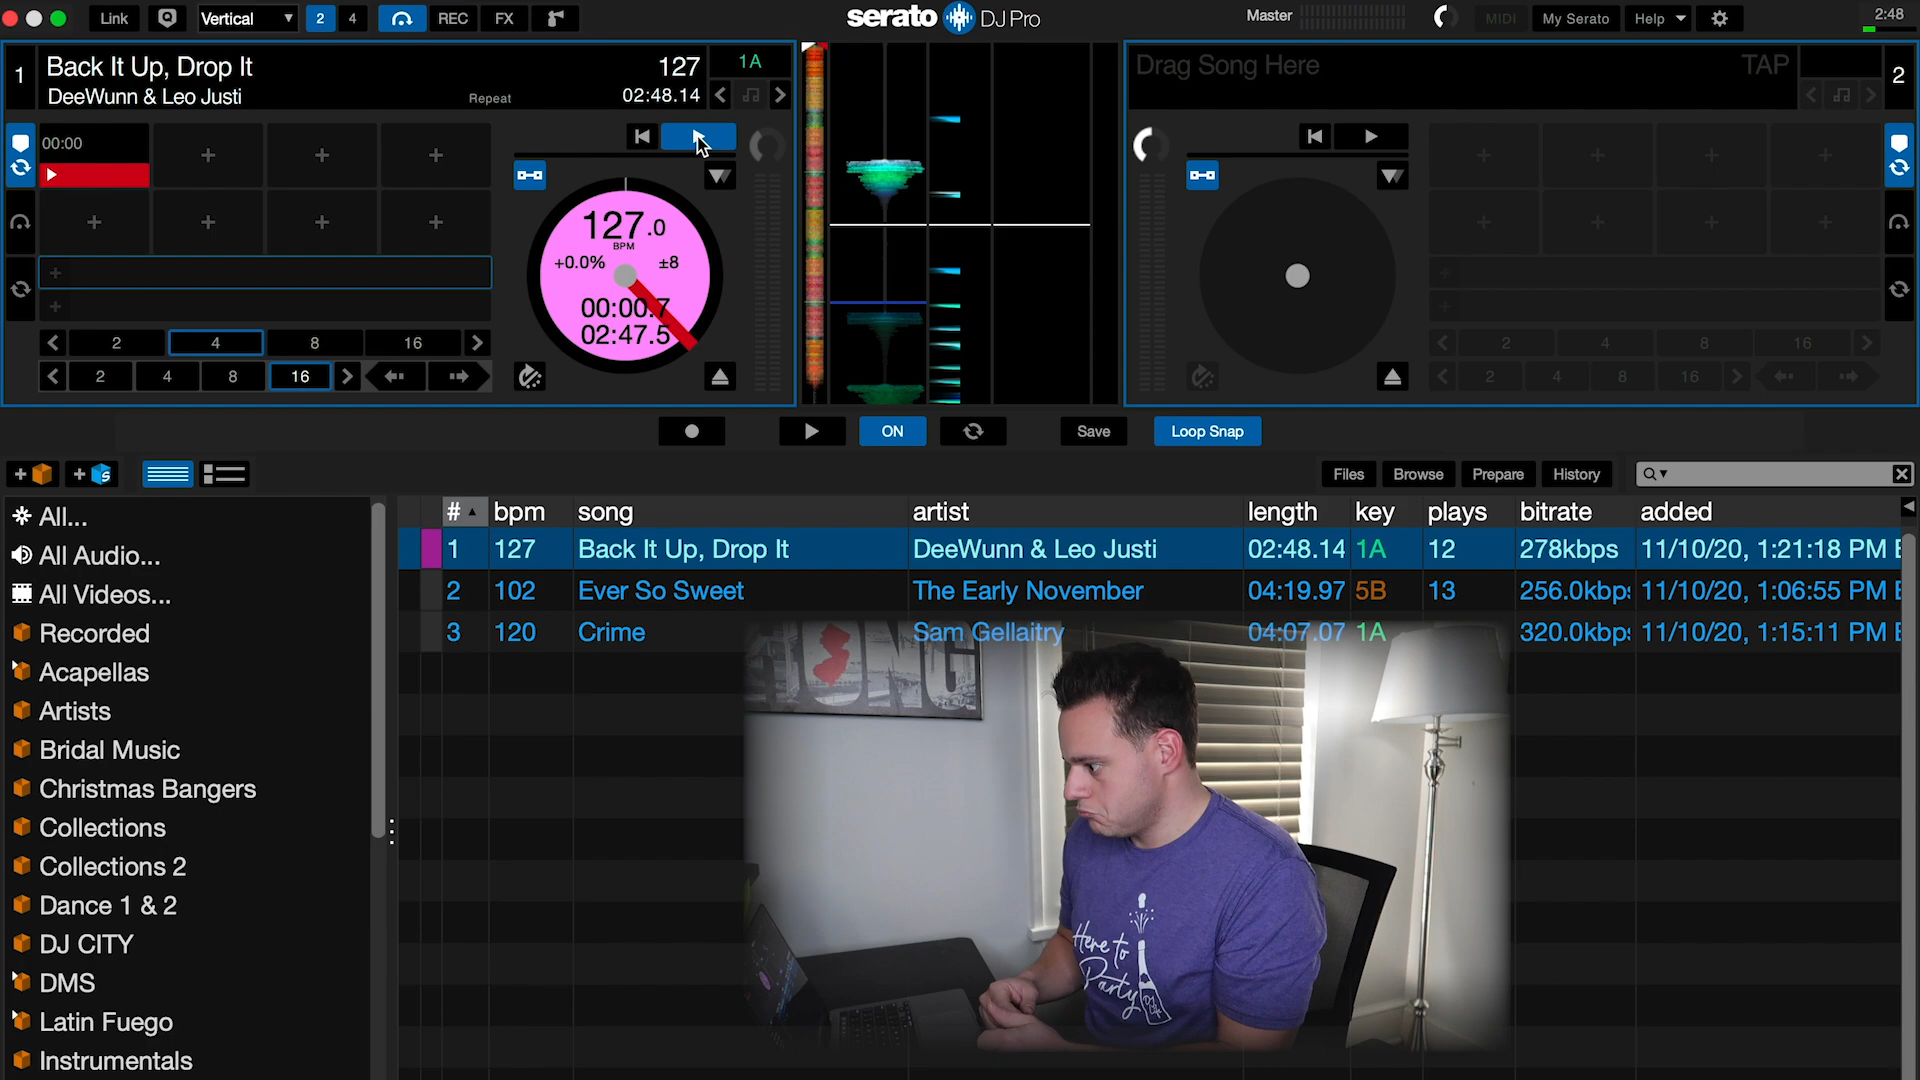 Link
Vertical
2
4
REC
FX
serato DJ Pro
Master
MIDI
My Serato
Help
2:48
1
Back It Up, Drop It
127
1A
DeeWunn & Leo Justi
Repeat
02:48.14
Drag Song Here
TAP
2
00:00
127.0
BPM
+0.0%
±8
00:00.7
02:47.5
2
4
8
16
2
4
8
16
2
4
8
16
2
4
8
16
ON
Save
Loop Snap
Files
Browse
Prepare
History
# bpm song artist length key plays bitrate added
1 127 Back It Up, Drop It DeeWunn & Leo Justi 02:48.14 1A 12 278kbps 11/10/20, 1:21:18 PM E
2 102 Ever So Sweet The Early November 04:19.97 5B 13 256.0kbps 11/10/20, 1:06:55 PM E
3 120 Crime Sam Gellaitry 04:07.07 1A 320.0kbps 11/10/20, 1:15:11 PM E
All...
All Audio...
All Videos...
Recorded
Acapellas
Artists
Bridal Music
Christmas Bangers
Collections
Collections 2
Dance 1 & 2
DJ CITY
DMS
Latin Fuego
Instrumentals
Here to
Party